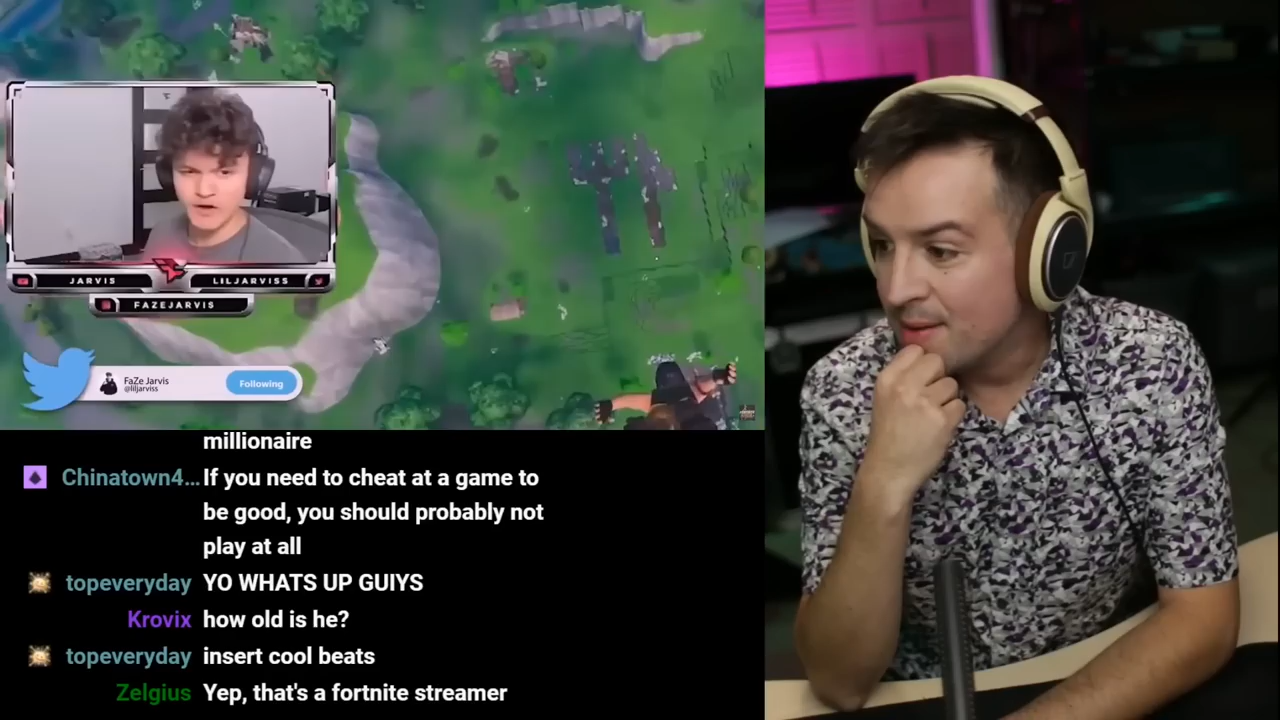 JARVIS
LILJARVISS
FAZEJARVIS
FaZe Jarvis
@liljarviss
Following
millionaire
Chinatown4... If you need to cheat at a game to
be good, you should probably not
play at all
topeveryday YO WHATS UP GUIYS
Krovix how old is he?
topeveryday insert cool beats
Zelgius Yep, that's a fortnite streamer